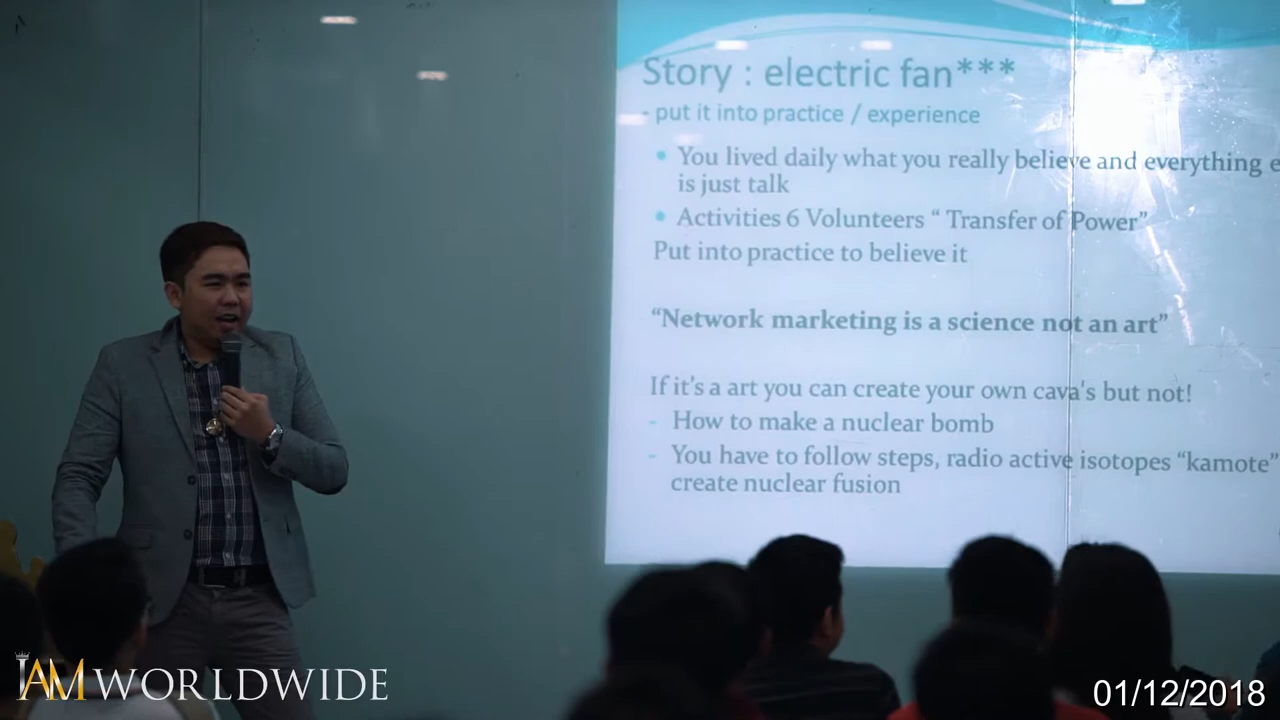 Story : electric fan***
- put it into practice / experience
• You lived daily what you really believe and everything e
is just talk
• Activities 6 Volunteers “ Transfer of Power”
Put into practice to believe it
“Network marketing is a science not an art”
If it's a art you can create your own cava's but not!
- How to make a nuclear bomb
- You have to follow steps, radio active isotopes “kamote”
create nuclear fusion
IAM WORLDWIDE
01/12/2018